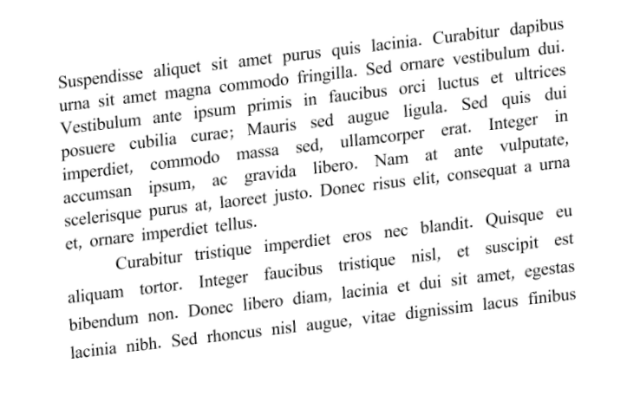 Suspendisse aliquet sit amet purus quis lacinia. Curabitur dapibus
urna sit amet magna commodo fringilla. Sed ornare vestibulum dui.
Vestibulum ante ipsum primis in faucibus orci luctus et ultrices
posuere cubilia curae; Mauris sed augue ligula. Sed quis dui
imperdiet, commodo massa sed, ullamcorper erat. Integer in
accumsan ipsum, ac gravida libero. Nam at ante vulputate,
scelerisque purus at, laoreet justo. Donec risus elit, consequat a urna
et, ornare imperdiet tellus.
Curabitur tristique imperdiet eros nec blandit. Quisque eu
aliquam tortor. Integer faucibus tristique nisl, et suscipit est
bibendum non. Donec libero diam, lacinia et dui sit amet, egestas
lacinia nibh. Sed rhoncus nisl augue, vitae dignissim lacus finibus